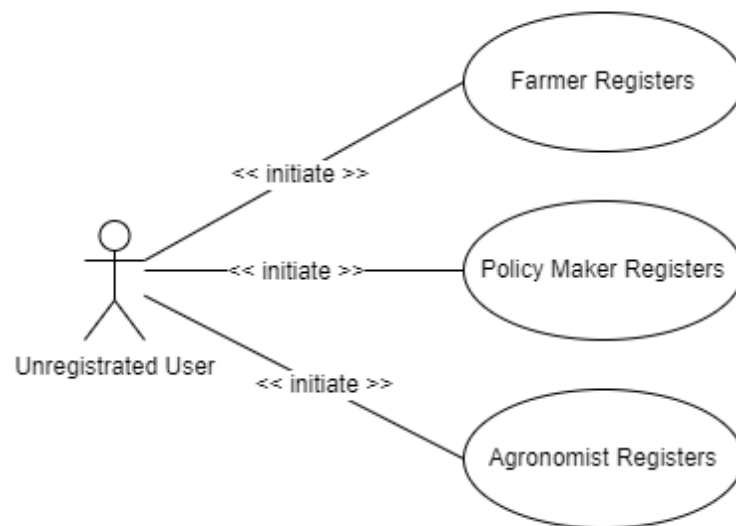 Farmer Registers
<< initiate >>
<< initiate >>
Policy Maker Registers
Unregistrated User
<< initiate >>
Agronomist Registers